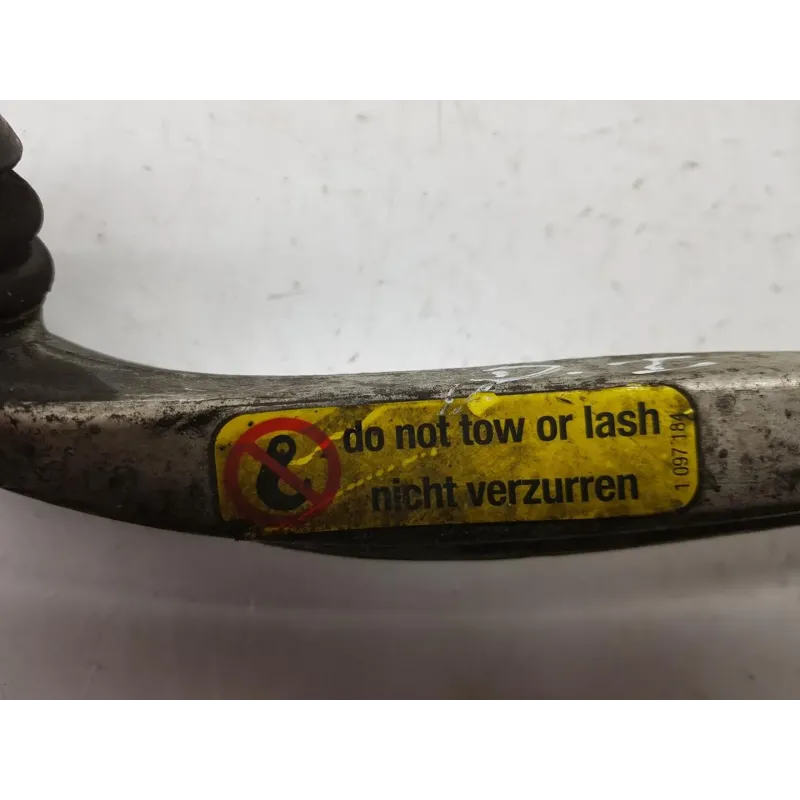 do not tow or lash
nicht verzurren
1 097 184